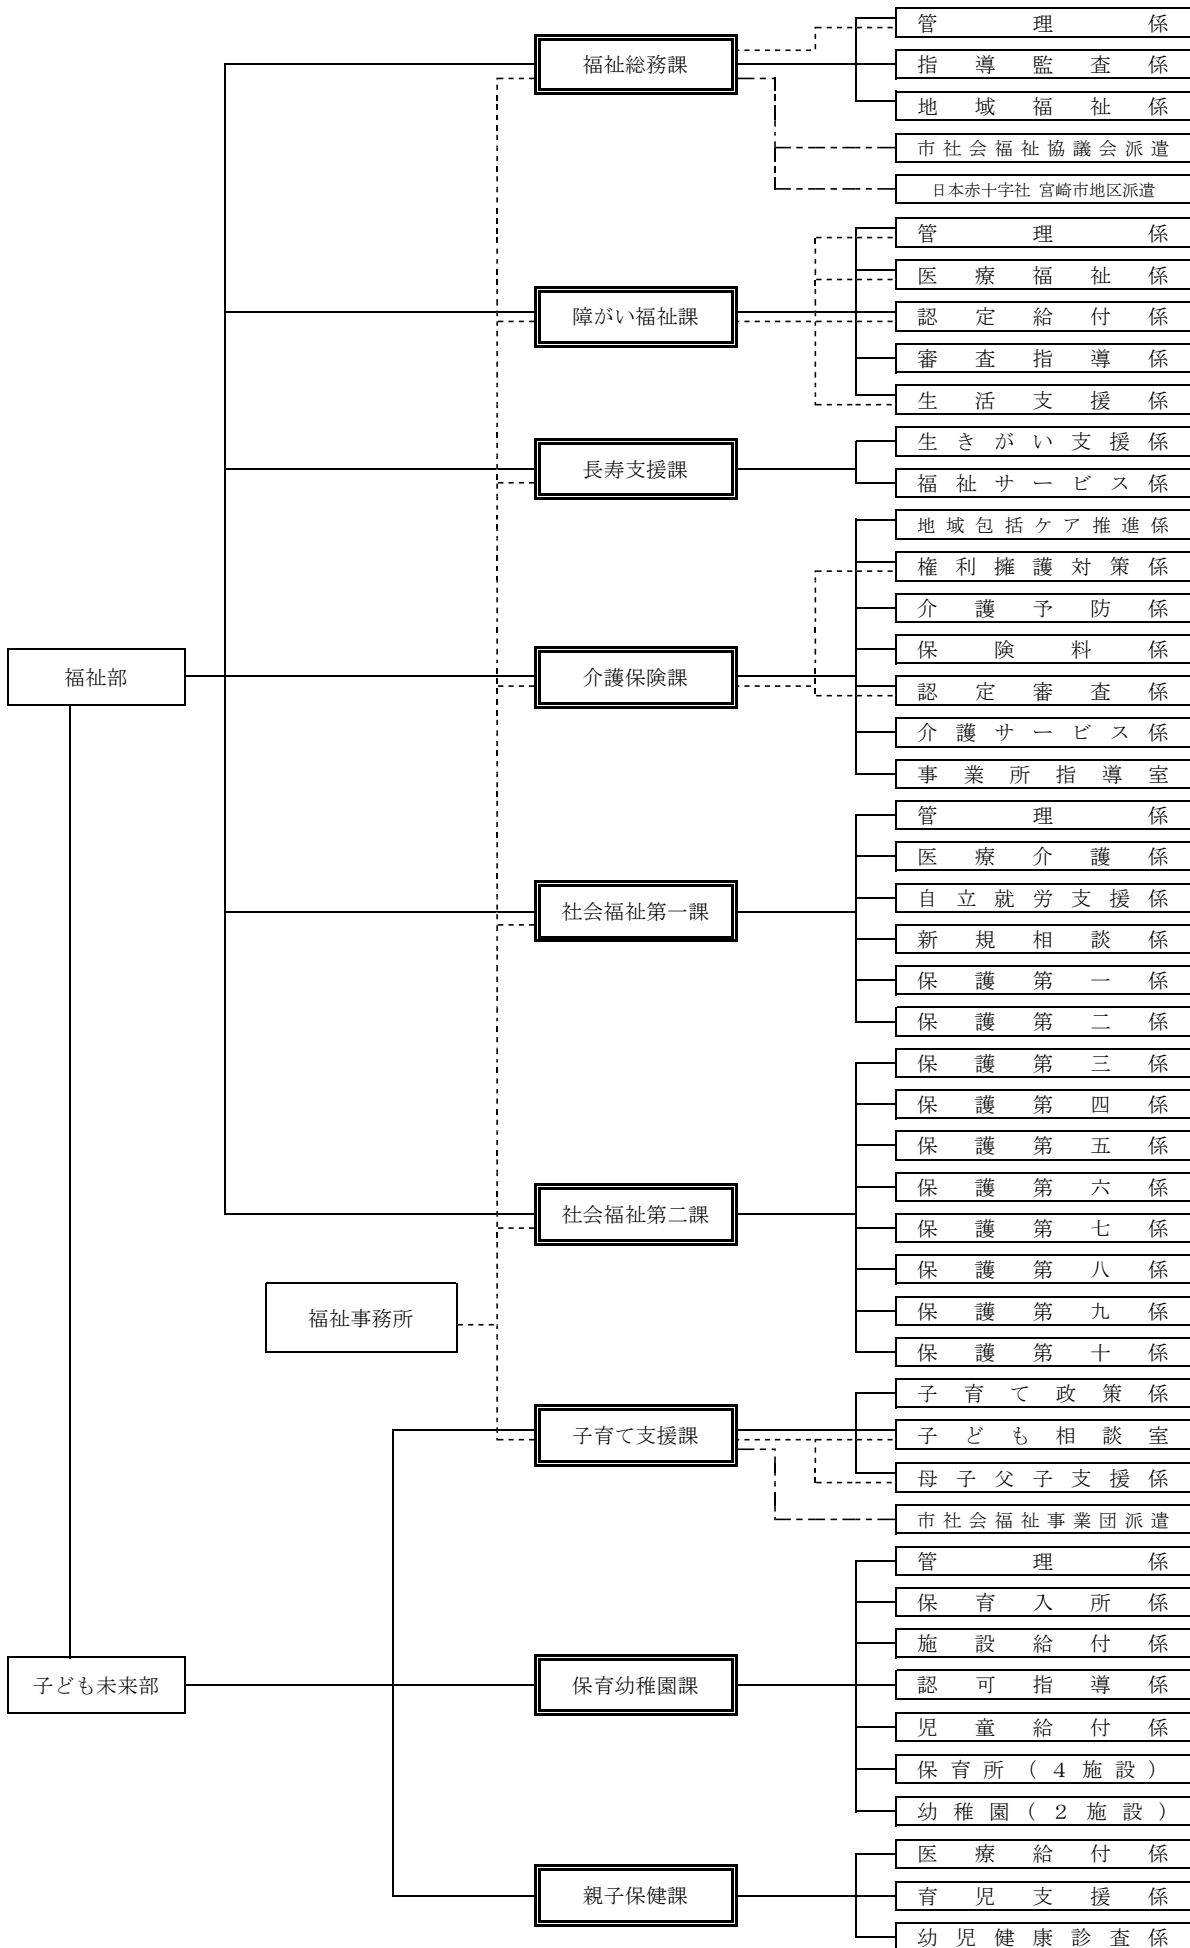 管理係
福祉総務課
指導監査係
地域福祉係
市社会福祉協議会派遣
日本赤十字社 宮崎市地区派遣
管理係
医療福祉係
障がい福祉課
認定給付係
審査指導係
生活支援係
生きがい支援係
長寿支援課
福祉サービス係
地域包括ケア推進係
権利擁護対策係
介護予防係
保険料係
福祉部
介護保険課
認定審査係
介護サービス係
事業所指導室
管理係
医療介護係
自立就労支援係
社会福祉第一課
新規相談係
保護第一係
保護第二係
保護第三係
保護第四係
保護第五係
保護第六係
社会福祉第二課
保護第七係
保護第八係
保護第九係
福祉事務所
保護第十係
子育て政策係
子育て支援課
子ども相談室
母子父子支援係
市社会福祉事業団派遣
管理係
保育入所係
施設給付係
子ども未来部
保育幼稚園課
認可指導係
児童給付係
保育所(4施設)
幼稚園(2施設)
医療給付係
親子保健課
育児支援係
幼児健康診査係